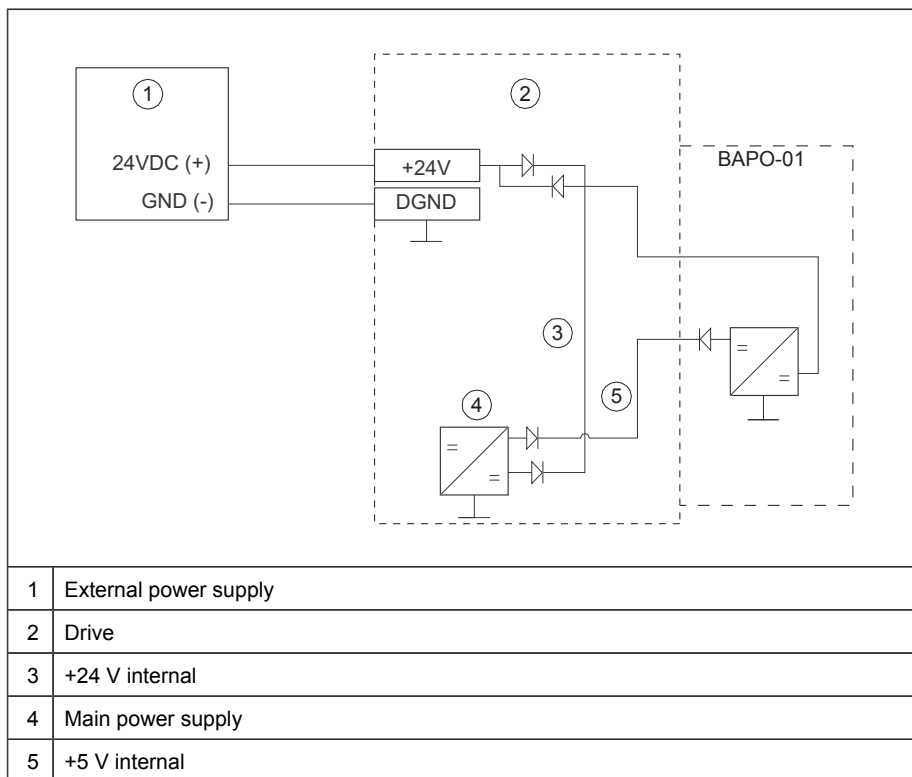 1
2
BAPO-01
24VDC (+)
+24V
GND (-)
DGND
3
5
4
=
=
=
=
1 External power supply
2 Drive
3 +24 V internal
4 Main power supply
5 +5 V internal